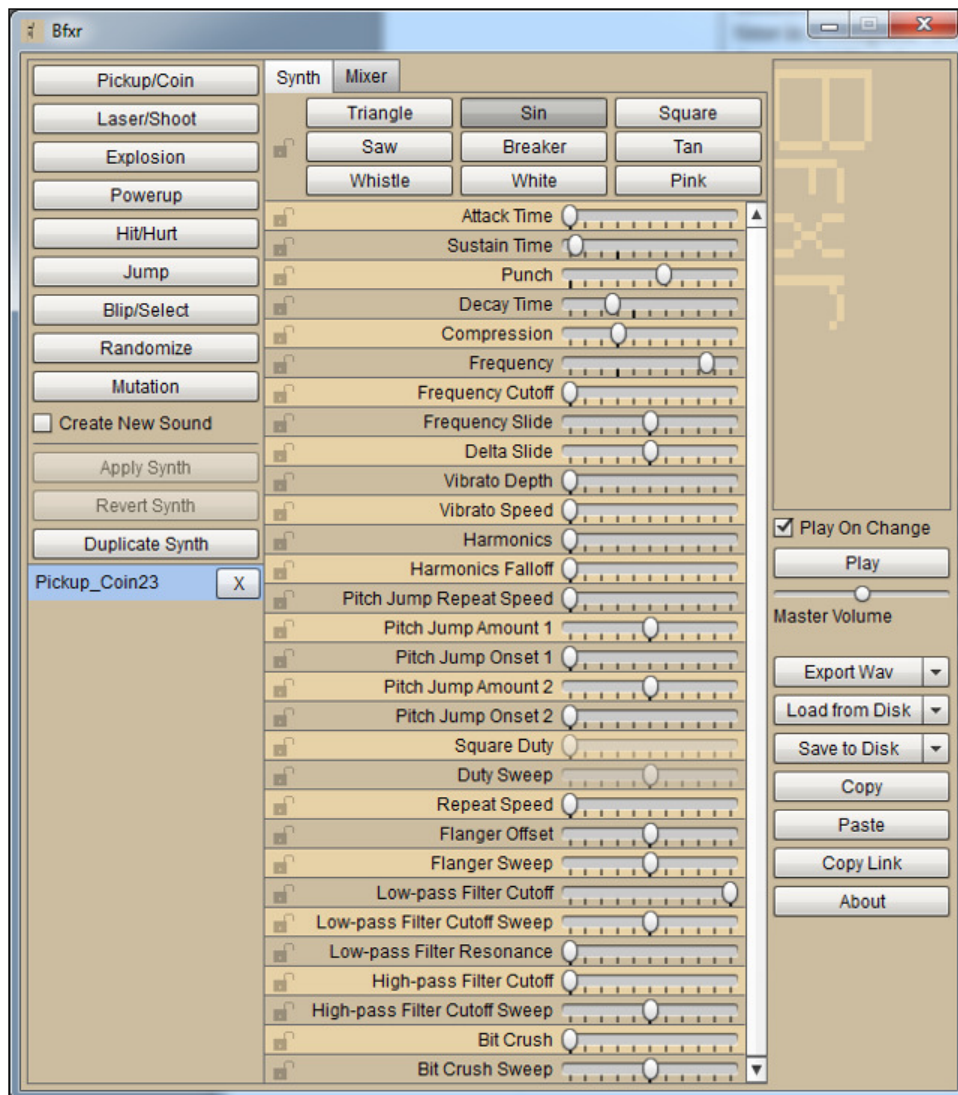 Bfxr
Pickup/Coin
Laser/Shoot
Explosion
Powerup
Hit/Hurt
Jump
Blip/Select
Randomize
Mutation
Create New Sound
Apply Synth
Revert Synth
Duplicate Synth
Pickup_Coin23 X
Synth Mixer
Triangle Sin Square
Saw Breaker Tan
Whistle White Pink
Attack Time
Sustain Time
Punch
Decay Time
Compression
Frequency
Frequency Cutoff
Frequency Slide
Delta Slide
Vibrato Depth
Vibrato Speed
Harmonics
Harmonics Falloff
Pitch Jump Repeat Speed
Pitch Jump Amount 1
Pitch Jump Onset 1
Pitch Jump Amount 2
Pitch Jump Onset 2
Square Duty
Duty Sweep
Repeat Speed
Flanger Offset
Flanger Sweep
Low-pass Filter Cutoff
Low-pass Filter Cutoff Sweep
Low-pass Filter Resonance
High-pass Filter Cutoff
High-pass Filter Cutoff Sweep
Bit Crush
Bit Crush Sweep
Bfxr
Play On Change
Play
Master Volume
Export Wav
Load from Disk
Save to Disk
Copy
Paste
Copy Link
About